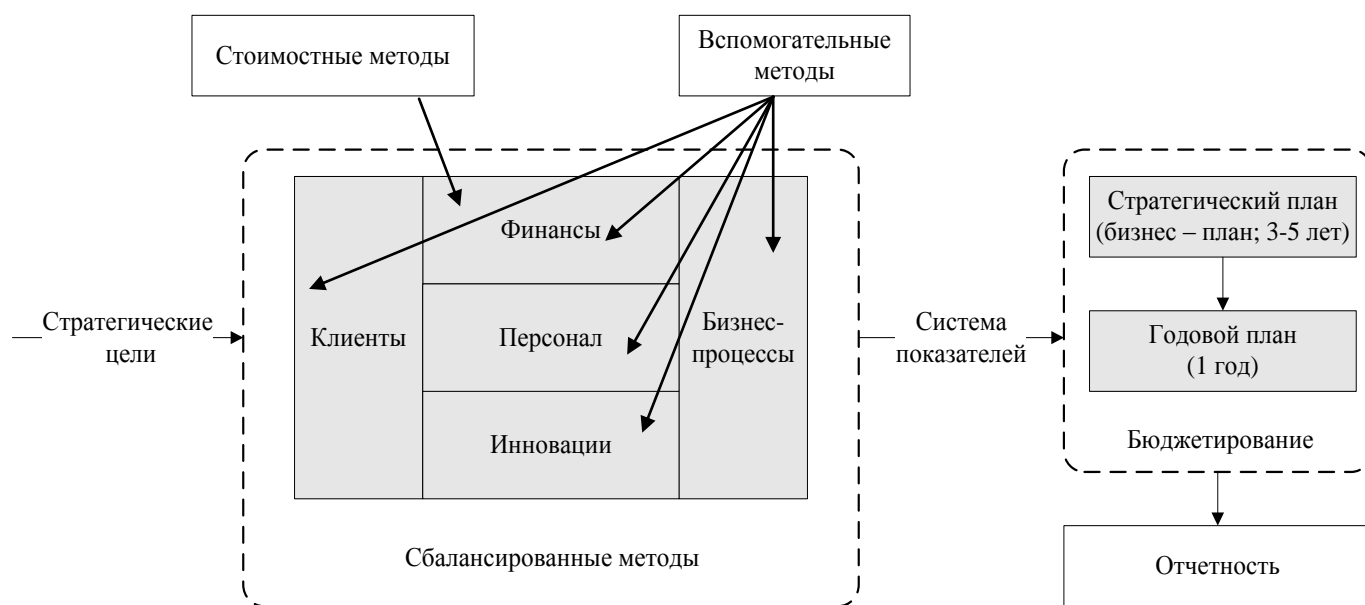 Стоимостные методы
Вспомогательные
методы
Стратегические
цели
Клиенты
Финансы
Персонал
Инновации
Бизнес-
процессы
Сбалансированные методы
Система
показателей
Стратегический план
(бизнес – план; 3-5 лет)
Годовой план
(1 год)
Бюджетирование
Отчетность